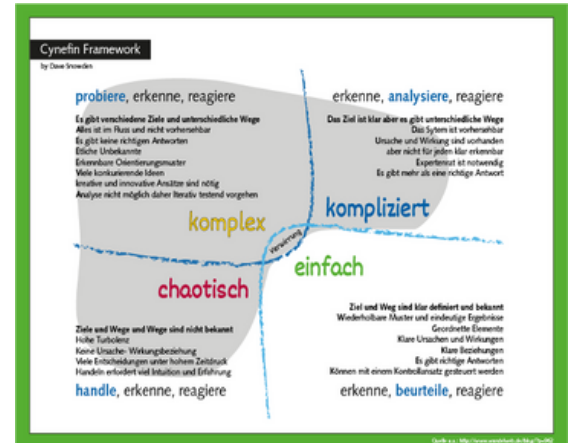 Cynefin Framework
by Dave Snowden
probiere, erkenne, reagiere
Es gibt verschiedene Ziele und unterschiedliche Wege
Alles ist im Fluss und nicht vorhersehbar
Es gibt keine richtigen Antworten
Etliche Unbekannte
Erkennbare Orientierungsmuster
Viele konkurierende Ideen
kreative und innovative Ansätze sind nötig
Analyse nicht möglich daher Iterativ testend vorgehen
komplex
erkenne, analysiere, reagiere
Das Ziel ist klar aber es gibt unterschiedliche Wege
Das Sytem ist vorhersehbar
Ursache und Wirkung sind vorhanden
aber nicht für jeden klar erkennbar
Expertenrat ist notwendig
Es gibt mehr als eine richtige Antwort
kompliziert
Verwirrung
chaotisch
Ziele und Wege und Wege sind nicht bekannt
Hohe Turbolenz
Keine Ursache- Wirkungsbeziehung
Viele Entscheidungen unter hohem Zeitdruck
Handeln erfordert viel Intuition und Erfahrung
handle, erkenne, reagiere
einfach
Ziel und Weg sind klar definiert und bekannt
Wiederholbare Muster und eindeutige Ergebnisse
Geordnette Elemente
Klare Ursachen und Wirkungen
Klare Beziehungen
Es gibt richtige Antworten
Können mit einem Kontrollansatz gesteuert werden
erkenne, beurteile, reagiere